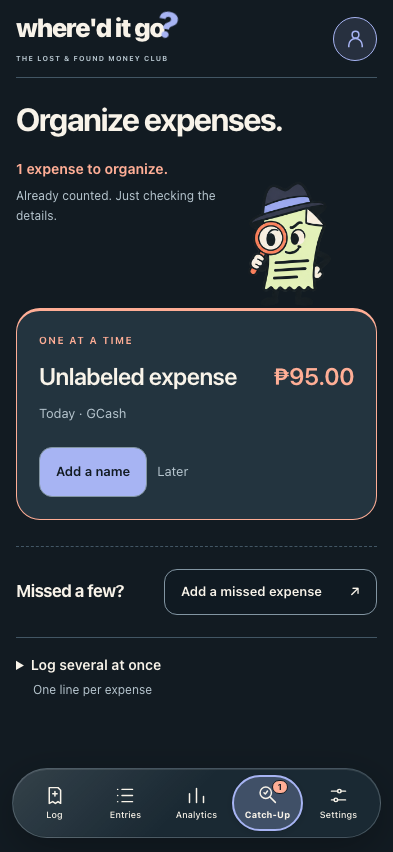 where'd it go?
THE LOST & FOUND MONEY CLUB
Organize expenses.
1 expense to organize.
Already counted. Just checking the
details.
ONE AT A TIME
Unlabeled expense ₱95.00
Today · GCash
Add a name Later
Missed a few? Add a missed expense ↗
▶ Log several at once
One line per expense
1
Log Entries Analytics Catch-Up Settings